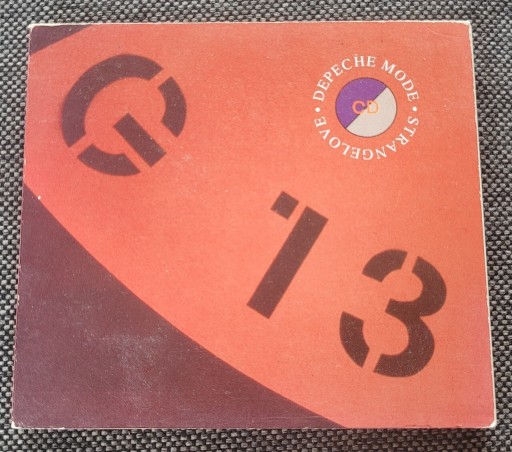 DEPECHE MODE • STRANGELOVE •
CD
G 13